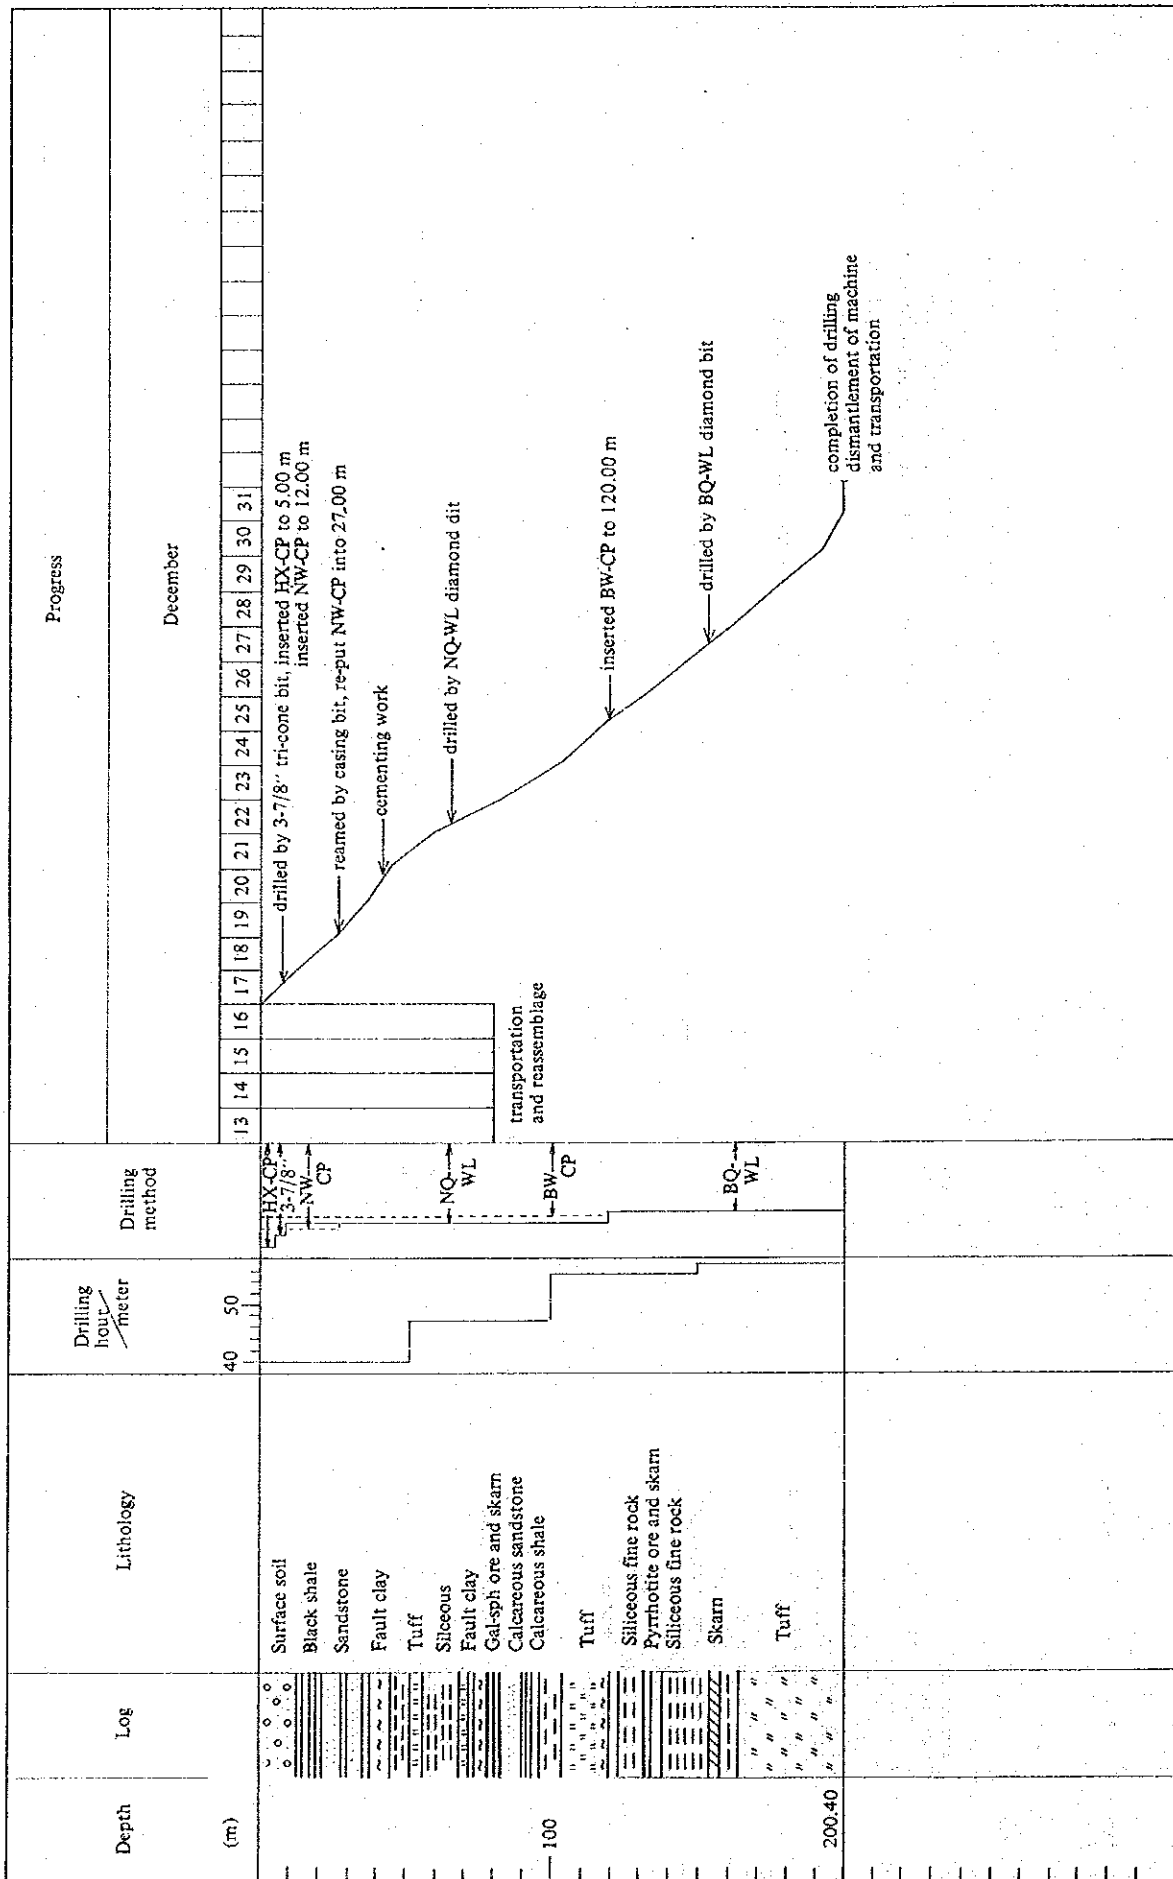 Depth
Log
Lithology
Drilling
hour/meter
Drilling
method
Progress
December
(m)
40
50
13 14 15 16 17 18 19 20 21 22 23 24 25 26 27 28 29 30 31
100
200.40
Surface soil
Black shale
Sandstone
Fault clay
Tuff
Silceous
Fault clay
Gal-sph ore and skarn
Calcareous sandstone
Calcareous shale
Tuff
Siliceous fine rock
Pyrrhotite ore and skarn
Siliceous fine rock
Skarn
Tuff
HX-CP
3-7/8″
NW-
CP
NQ-
WL
BW-
CP
BQ-
WL
transportation
and reassemblage
drilled by 3-7/8″ tri-cone bit, inserted HX-CP to 5.00 m
inserted NW-CP to 12.00 m
reamed by casing bit, re-put NW-CP into 27.00 m
cementing work
drilled by NQ-WL diamond dit
inserted BW-CP to 120.00 m
drilled by BQ-WL diamond bit
completion of drilling
dismantlement of machine
and transportation